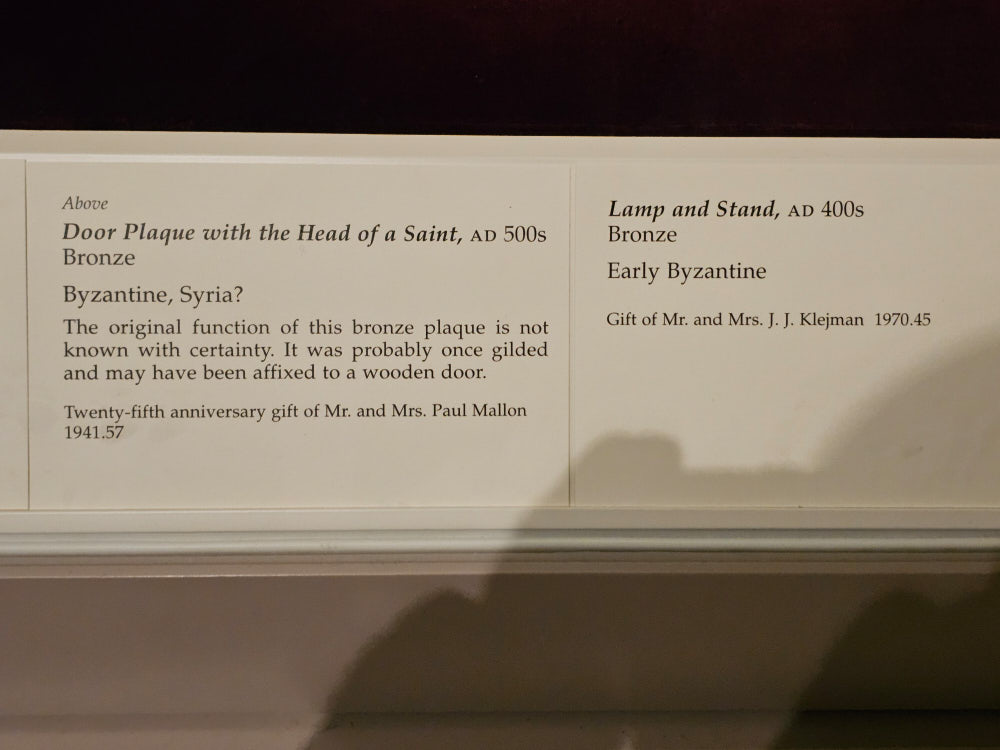 Above
Door Plaque with the Head of a Saint, AD 500s
Bronze
Byzantine, Syria?
The original function of this bronze plaque is not
known with certainty. It was probably once gilded
and may have been affixed to a wooden door.
Twenty-fifth anniversary gift of Mr. and Mrs. Paul Mallon
1941.57
Lamp and Stand, AD 400s
Bronze
Early Byzantine
Gift of Mr. and Mrs. J. J. Klejman 1970.45